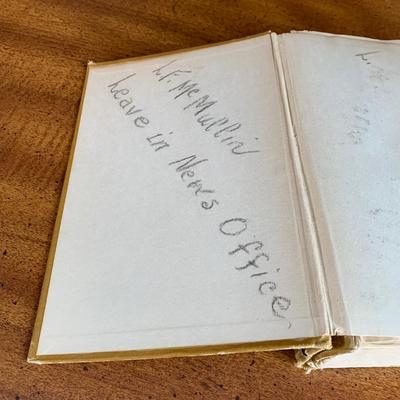 L.F. McMullin
Leave in News Office
L.